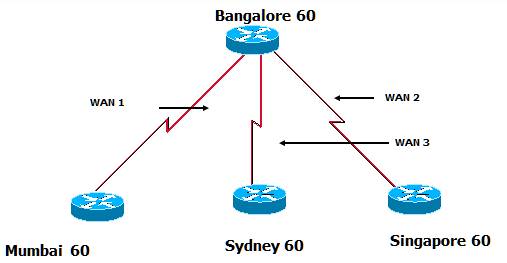 Bangalore 60
WAN 1
WAN 2
WAN 3
Mumbai 60
Sydney 60
Singapore 60